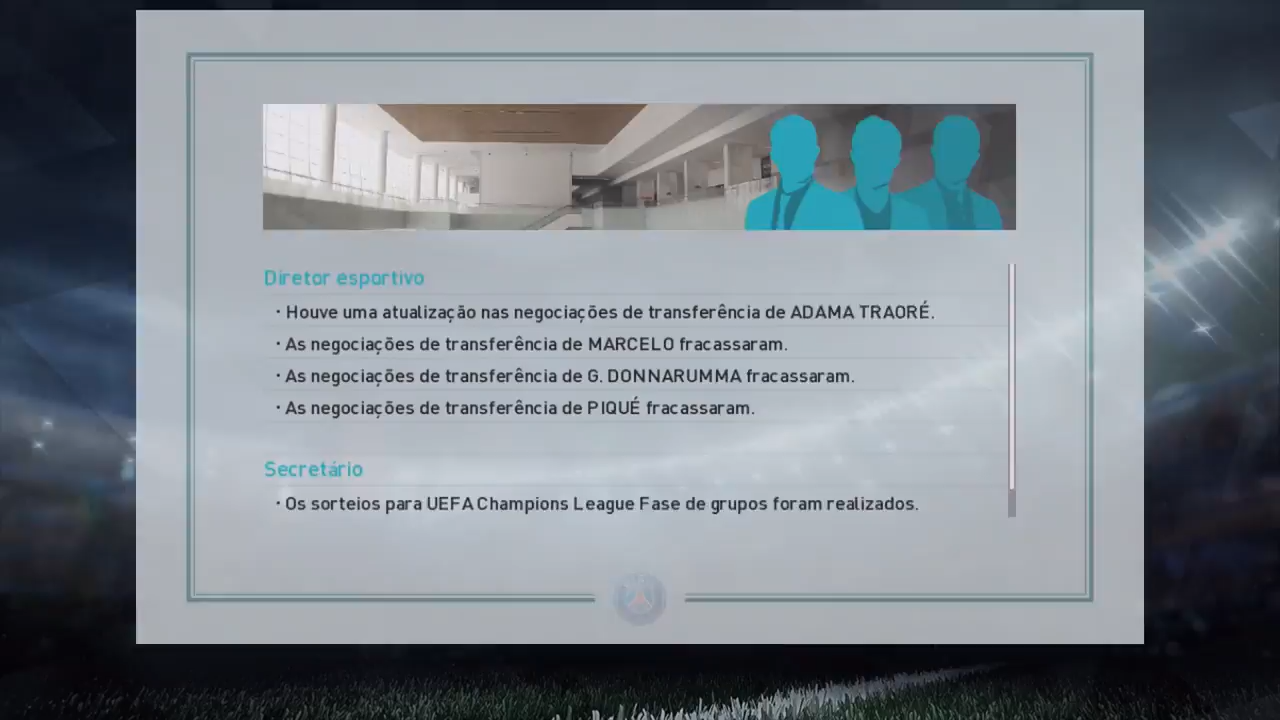 Diretor esportivo
· Houve uma atualização nas negociações de transferência de ADAMA TRAORÉ.
· As negociações de transferência de MARCELO fracassaram.
· As negociações de transferência de G. DONNARUMMA fracassaram.
· As negociações de transferência de PIQUÉ fracassaram.
Secretário
· Os sorteios para UEFA Champions League Fase de grupos foram realizados.